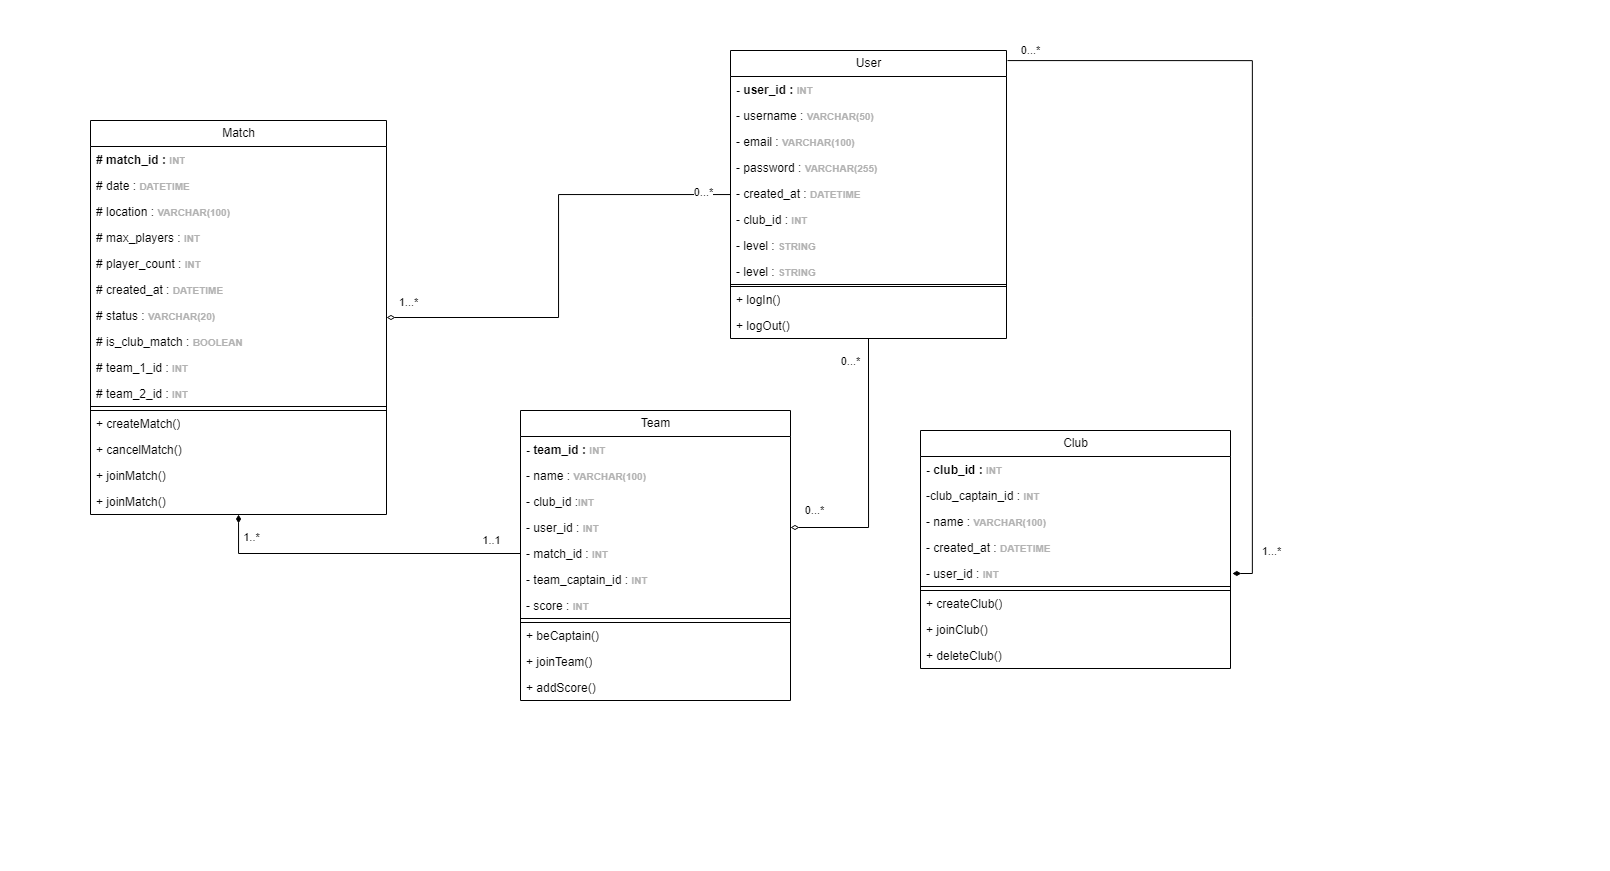 Match
# match_id : INT
# date : DATETIME
# location : VARCHAR(100)
# max_players : INT
# player_count : INT
# created_at : DATETIME
# status : VARCHAR(20)
# is_club_match : BOOLEAN
# team_1_id : INT
# team_2_id : INT
+ createMatch()
+ cancelMatch()
+ joinMatch()
+ joinMatch()
1...*
0...*
1..*
1..1
User
- user_id : INT
- username : VARCHAR(50)
- email : VARCHAR(100)
- password : VARCHAR(255)
- created_at : DATETIME
- club_id : INT
- level : STRING
- level : STRING
+ logIn()
+ logOut()
0...*
0...*
0...*
1...*
Team
- team_id : INT
- name : VARCHAR(100)
- club_id :INT
- user_id : INT
- match_id : INT
- team_captain_id : INT
- score : INT
+ beCaptain()
+ joinTeam()
+ addScore()
Club
- club_id : INT
-club_captain_id : INT
- name : VARCHAR(100)
- created_at : DATETIME
- user_id : INT
+ createClub()
+ joinClub()
+ deleteClub()